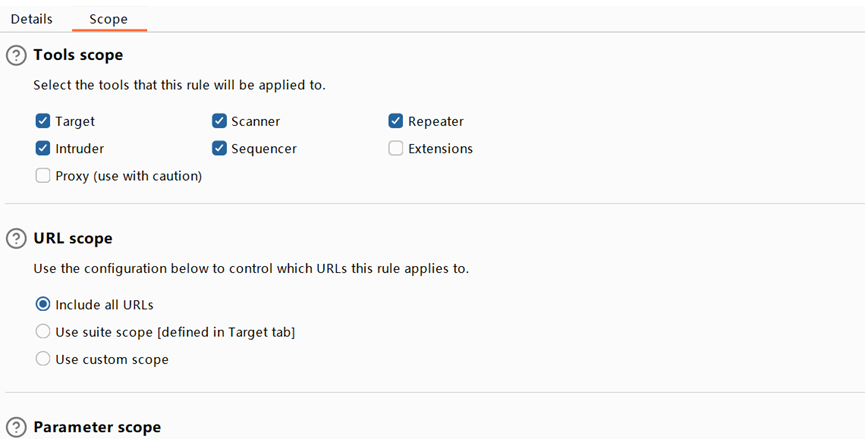 Details Scope
Tools scope
Select the tools that this rule will be applied to.
Target Scanner Repeater
Intruder Sequencer Extensions
Proxy (use with caution)
URL scope
Use the configuration below to control which URLs this rule applies to.
Include all URLs
Use suite scope [defined in Target tab]
Use custom scope
Parameter scope